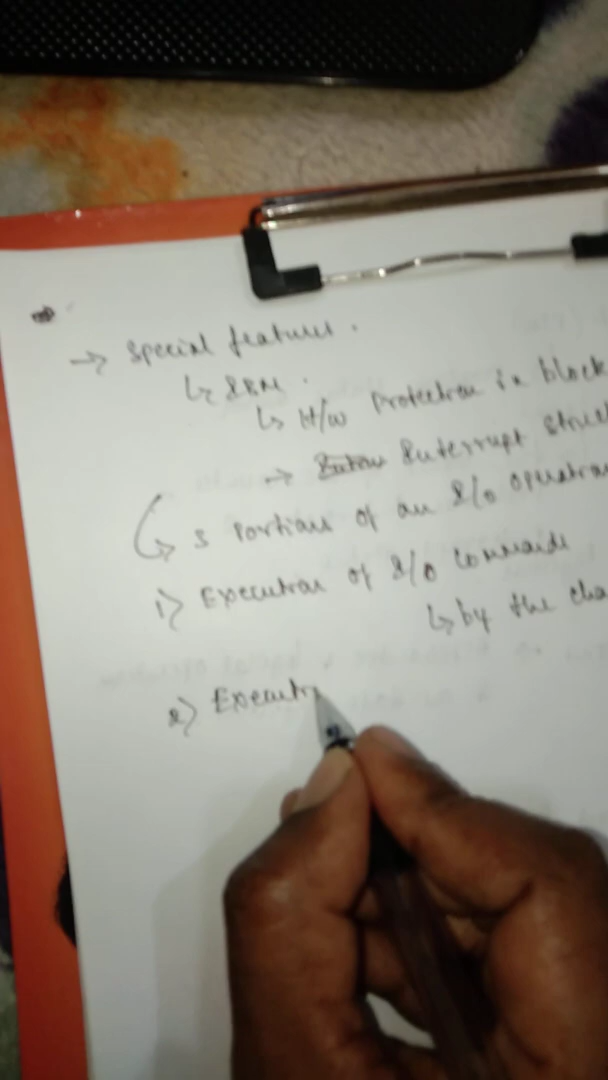 → Special features.
↳ IBM.
↳ H/W Protection in block
→ Interrupt struct
↳ 3 portions of an I/O operation
1) Execution of I/O Commands
↳ by the cha
2) Execut